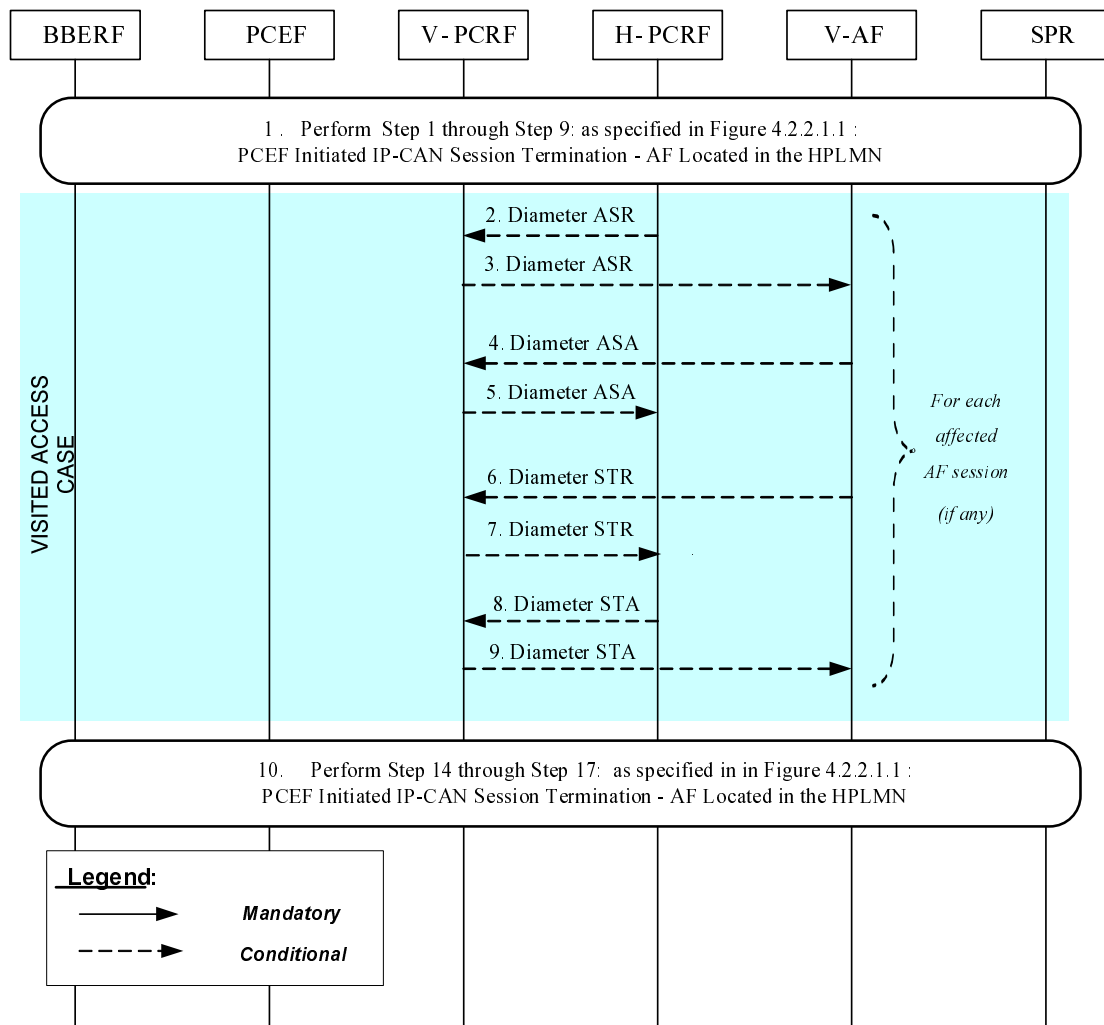 BBERF
PCEF
V- PCRF
H- PCRF
V-AF
SPR
1 . Perform Step 1 through Step 9: as specified in Figure 4.2.2.1.1 :
PCEF Initiated IP-CAN Session Termination - AF Located in the HPLMN
VISITED ACCESS
CASE
2. Diameter ASR
3. Diameter ASR
4. Diameter ASA
5. Diameter ASA
6. Diameter STR
7. Diameter STR
8. Diameter STA
9. Diameter STA
For each
affected
AF session
(if any)
10. Perform Step 14 through Step 17: as specified in in Figure 4.2.2.1.1 :
PCEF Initiated IP-CAN Session Termination - AF Located in the HPLMN
Legend:
Mandatory
Conditional